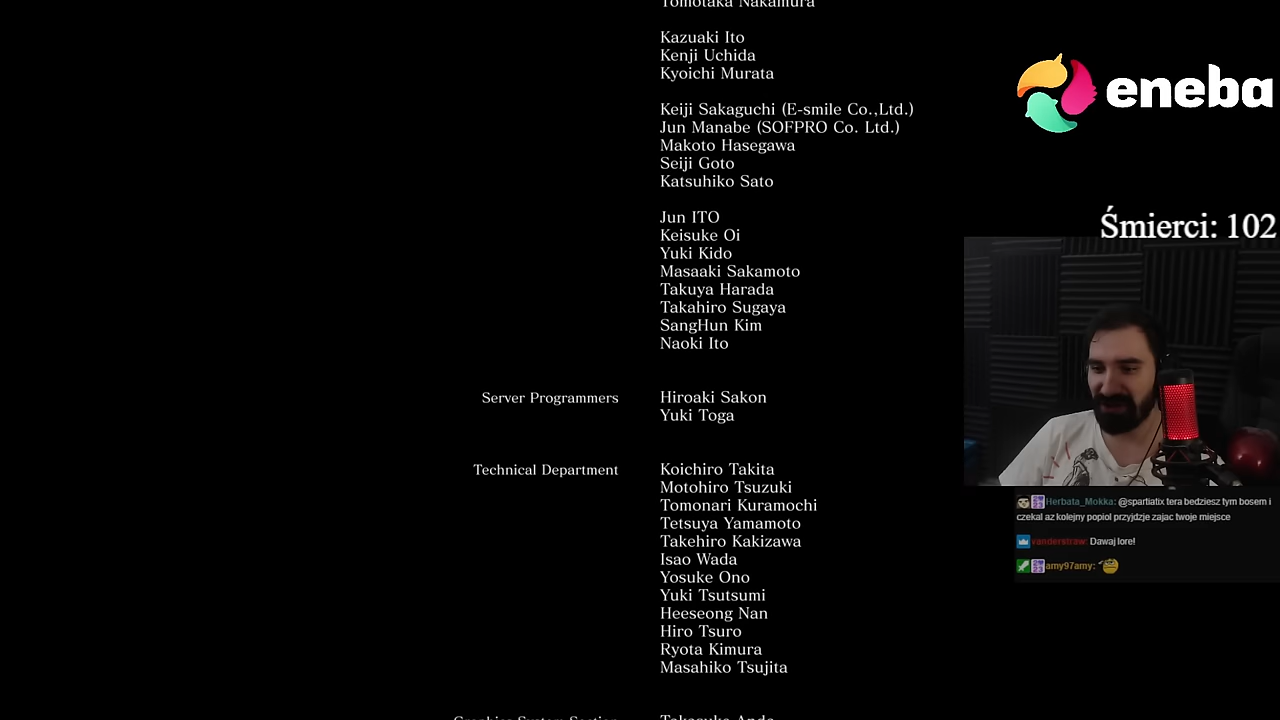 Tomotaka Nakamura
Kazuaki Ito
Kenji Uchida
Kyoichi Murata
Keiji Sakaguchi (E-smile Co.,Ltd.)
Jun Manabe (SOFPRO Co. Ltd.)
Makoto Hasegawa
Seiji Goto
Katsuhiko Sato
Jun ITO
Keisuke Oi
Yuki Kido
Masaaki Sakamoto
Takuya Harada
Takahiro Sugaya
SangHun Kim
Naoki Ito
Server Programmers Hiroaki Sakon
Yuki Toga
Technical Department Koichiro Takita
Motohiro Tsuzuki
Tomonari Kuramochi
Tetsuya Yamamoto
Takehiro Kakizawa
Isao Wada
Yosuke Ono
Yuki Tsutsumi
Heeseong Nan
Hiro Tsuro
Ryota Kimura
Masahiko Tsujita
eneba
Śmierci: 102
Herbata_Mokka: @spartiatix tera bedziesz tym bosem i
czekal az kolejny popiol przyjdzje zajac twoje miejsce
vanderstraw: Dawaj lore!
amy97amy: